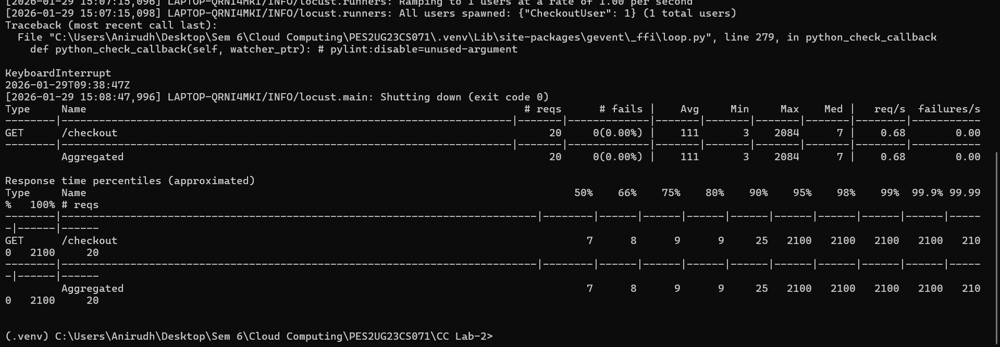 [2026-01-29 15:07:15,096] LAPTOP-QRNI4MKI/INFO/locust.runners: Ramping to 1 users at a rate of 1.00 per second
[2026-01-29 15:07:15,098] LAPTOP-QRNI4MKI/INFO/locust.runners: All users spawned: {"CheckoutUser": 1} (1 total users)
Traceback (most recent call last):
  File "C:\Users\Anirudh\Desktop\Sem 6\Cloud Computing\PES2UG23CS071\.venv\Lib\site-packages\gevent\_ffi\loop.py", line 279, in python_check_callback
    def python_check_callback(self, watcher_ptr): # pylint:disable=unused-argument
KeyboardInterrupt
2026-01-29T09:38:47Z
[2026-01-29 15:08:47,996] LAPTOP-QRNI4MKI/INFO/locust.main: Shutting down (exit code 0)
Type     Name                                                                      # reqs      # fails |    Avg     Min     Max    Med |   req/s  failures/s
--------|------------------------------------------------------------------------|-------|-------------|-------|-------|-------|-------|--------|-----------
GET      /checkout                                                                     20     0(0.00%) |    111       3    2084      7 |    0.68        0.00
--------|------------------------------------------------------------------------|-------|-------------|-------|-------|-------|-------|--------|-----------
         Aggregated                                                                    20     0(0.00%) |    111       3    2084      7 |    0.68        0.00
Response time percentiles (approximated)
Type     Name                                                                              50%    66%    75%    80%    90%    95%    98%    99%  99.9% 99.99
%   100% # reqs
--------|----------------------------------------------------------------------------|--------|------|------|------|------|------|------|------|------|-----
-|------|------
GET      /checkout                                                                           7      8      9      9     25   2100   2100   2100   2100   210
0   2100     20
--------|----------------------------------------------------------------------------|--------|------|------|------|------|------|------|------|------|-----
-|------|------
         Aggregated                                                                          7      8      9      9     25   2100   2100   2100   2100   210
0   2100     20
(.venv) C:\Users\Anirudh\Desktop\Sem 6\Cloud Computing\PES2UG23CS071\CC Lab-2>